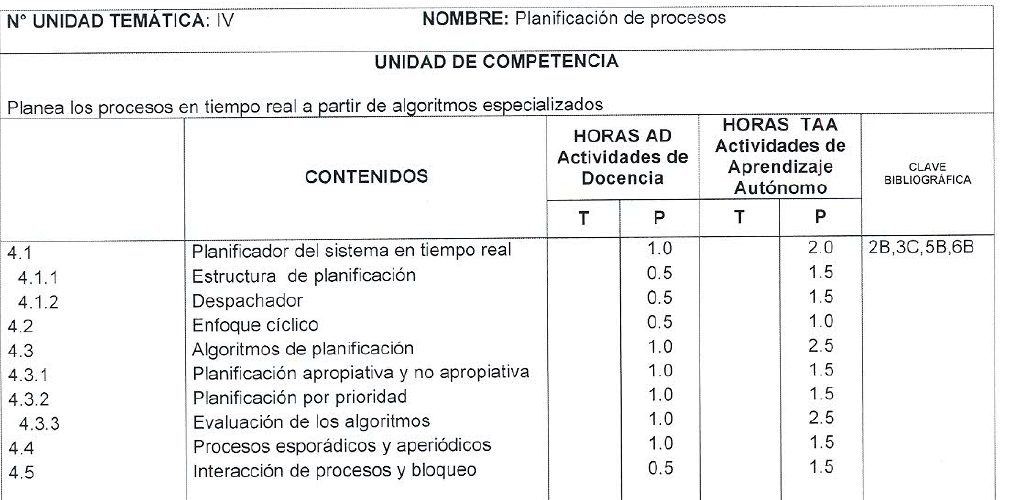 N° UNIDAD TEMÁTICA: IV NOMBRE: Planificación de procesos
UNIDAD DE COMPETENCIA
Planea los procesos en tiempo real a partir de algoritmos especializados
CONTENIDOS
HORAS AD
Actividades de
Docencia
HORAS TAA
Actividades de
Aprendizaje
Autónomo
CLAVE
BIBLIOGRÁFICA
T P T P
4.1 Planificador del sistema en tiempo real 1.0 2.0 2B,3C,5B,6B
4.1.1 Estructura de planificación 0.5 1.5
4.1.2 Despachador 0.5 1.5
4.2 Enfoque cíclico 0.5 1.0
4.3 Algoritmos de planificación 1.0 2.5
4.3.1 Planificación apropiativa y no apropiativa 1.0 1.5
4.3.2 Planificación por prioridad 1.0 1.5
4.3.3 Evaluación de los algoritmos 1.0 2.5
4.4 Procesos esporádicos y aperiódicos 1.0 1.5
4.5 Interacción de procesos y bloqueo 0.5 1.5